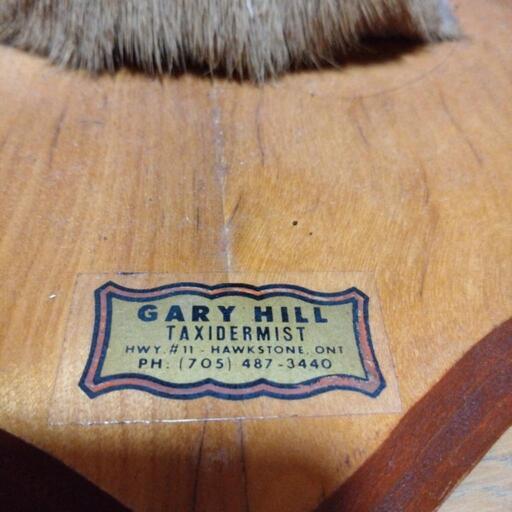 GARY HILL
TAXIDERMIST
HWY. #11 - HAWKSTONE, ONT
PH: (705) 487-3440